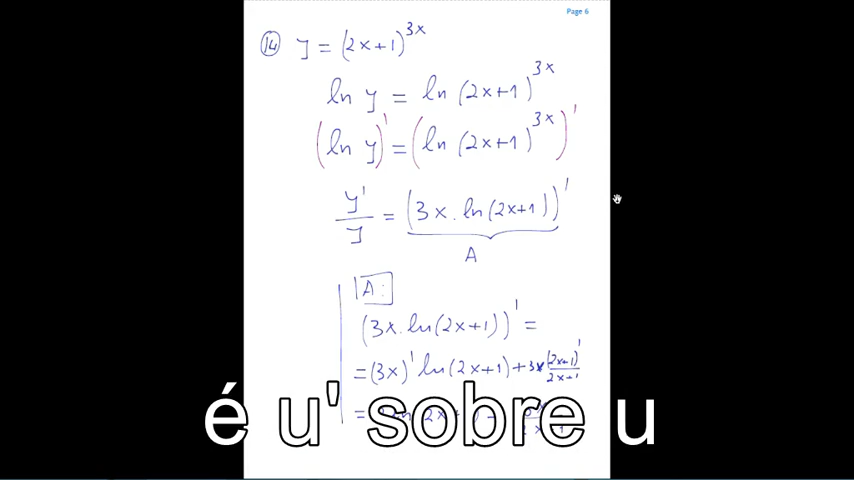 Page 6
14 y = (2x+1)^3x
ln y = ln (2x+1)^3x
(ln y)' = (ln (2x+1)^3x)'
y'/y = (3x . ln(2x+1))'
A
A:
(3x. ln(2x+1))' =
= (3x)' ln(2x+1) + 3x (2x+1)'/2x+1
é u' sobre u